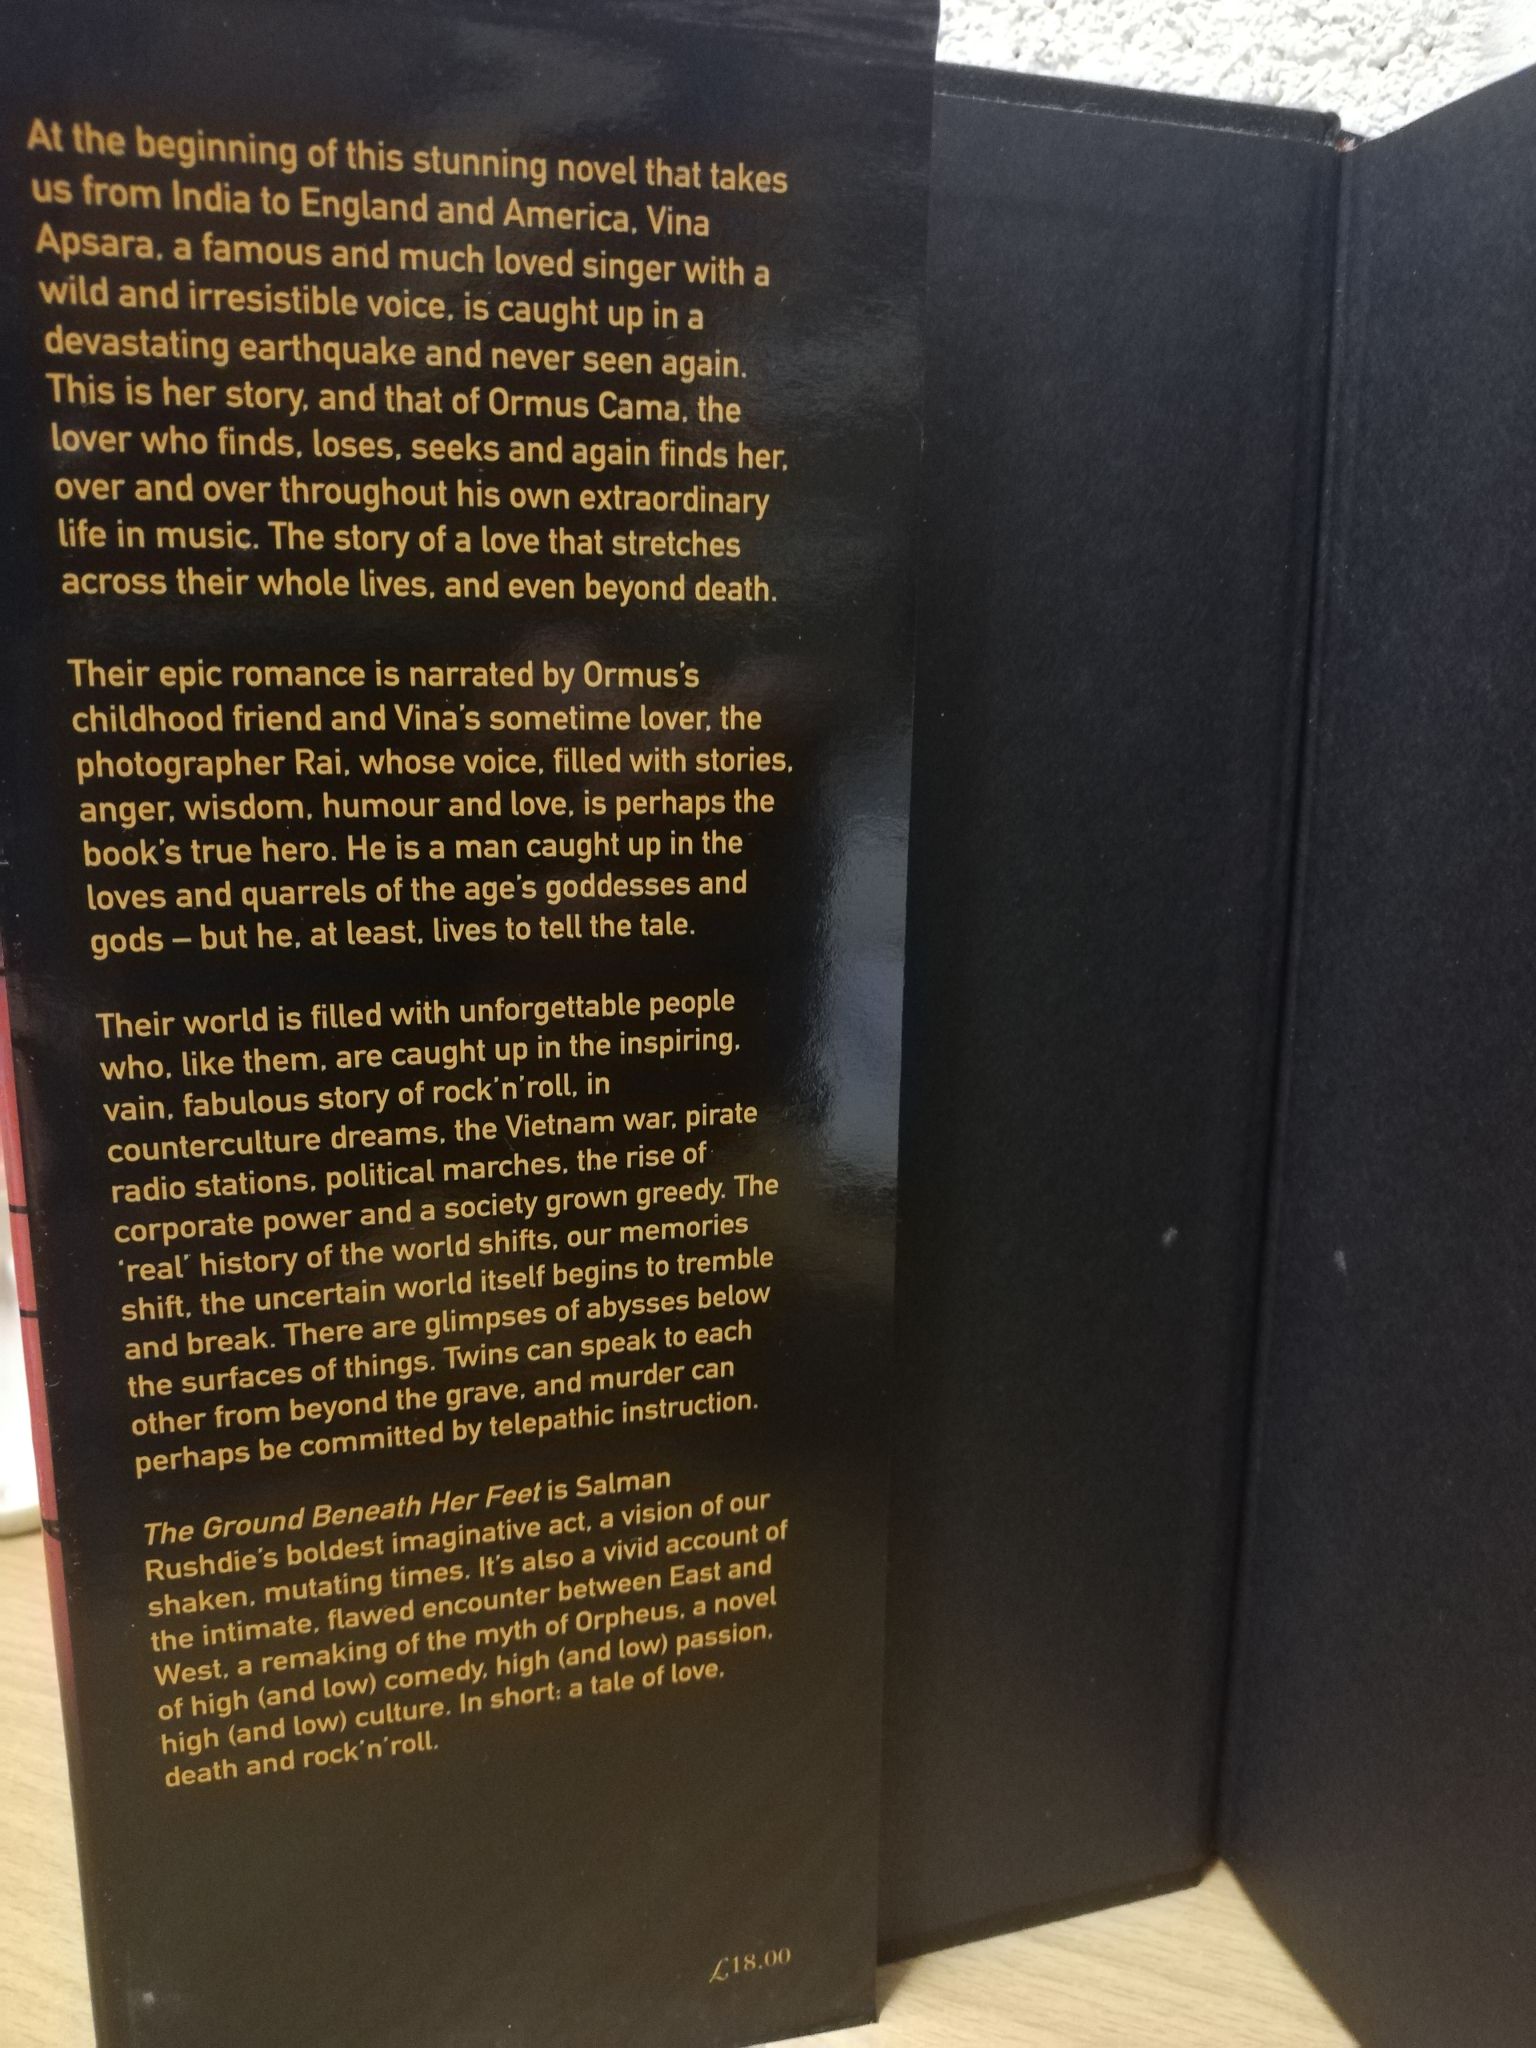 At the beginning of this stunning novel that takes
us from India to England and America, Vina
Apsara, a famous and much loved singer with a
wild and irresistible voice, is caught up in a
devastating earthquake and never seen again.
This is her story, and that of Ormus Cama, the
lover who finds, loses, seeks and again finds her,
over and over throughout his own extraordinary
life in music. The story of a love that stretches
across their whole lives, and even beyond death.
Their epic romance is narrated by Ormus's
childhood friend and Vina's sometime lover, the
photographer Rai, whose voice, filled with stories,
anger, wisdom, humour and love, is perhaps the
book's true hero. He is a man caught up in the
loves and quarrels of the age's goddesses and
gods – but he, at least, lives to tell the tale.
Their world is filled with unforgettable people
who, like them, are caught up in the inspiring,
vain, fabulous story of rock'n'roll, in
counterculture dreams, the Vietnam war, pirate
radio stations, political marches, the rise of
corporate power and a society grown greedy. The
'real' history of the world shifts, our memories
shift, the uncertain world itself begins to tremble
and break. There are glimpses of abysses below
the surfaces of things. Twins can speak to each
other from beyond the grave, and murder can
perhaps be committed by telepathic instruction.
The Ground Beneath Her Feet is Salman
Rushdie's boldest imaginative act, a vision of our
shaken, mutating times. It's also a vivid account of
the intimate, flawed encounter between East and
West, a remaking of the myth of Orpheus, a novel
of high (and low) comedy, high (and low) passion,
high (and low) culture. In short: a tale of love,
death and rock'n'roll.
£18.00